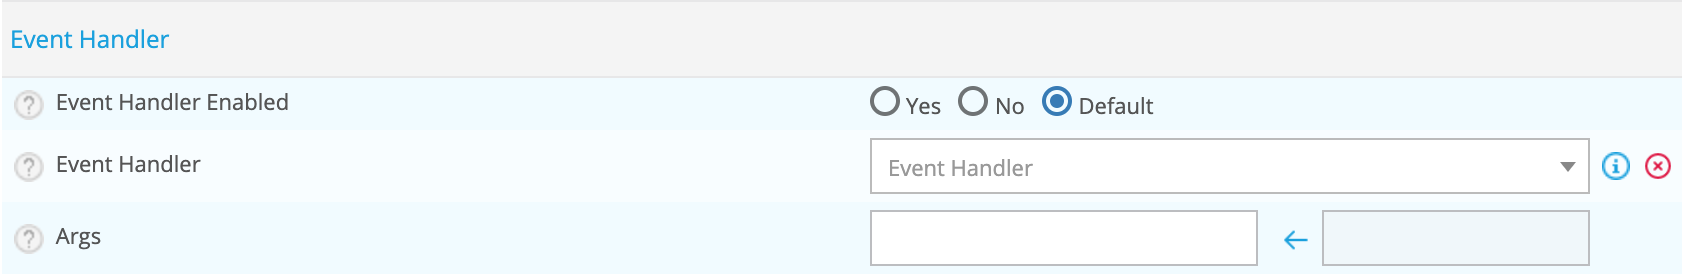 Event Handler
? Event Handler Enabled Yes No Default
? Event Handler Event Handler i
? Args